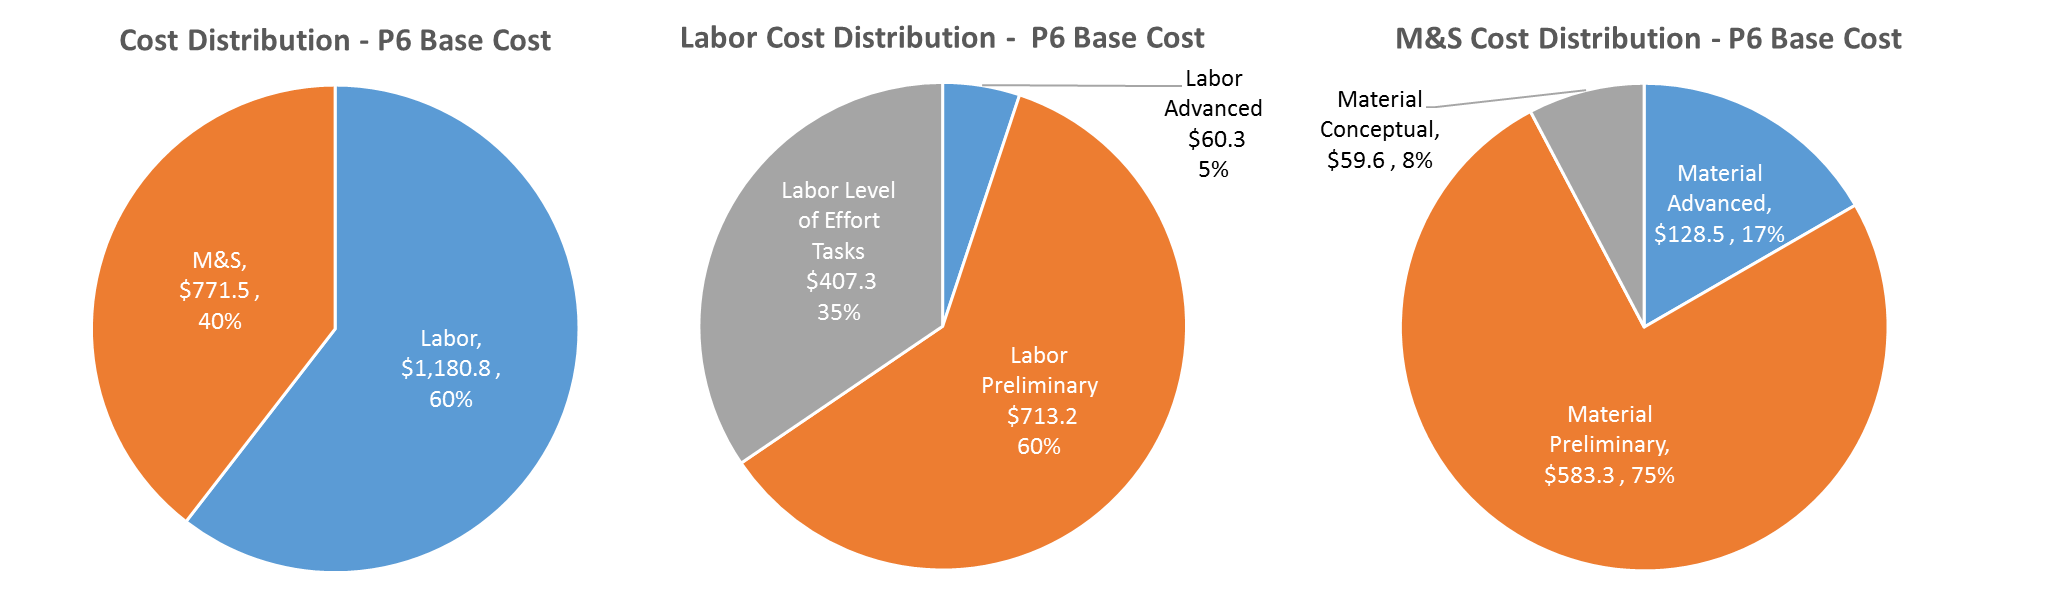 Cost Distribution - P6 Base Cost
M&S,
$771.5 ,
40%
Labor,
$1,180.8 ,
60%
Labor Cost Distribution -  P6 Base Cost
Labor
Advanced
$60.3
5%
Labor Level
of Effort
Tasks
$407.3
35%
Labor
Preliminary
$713.2
60%
M&S Cost Distribution - P6 Base Cost
Material
Conceptual,
$59.6 , 8%
Material
Advanced,
$128.5 , 17%
Material
Preliminary,
$583.3 , 75%